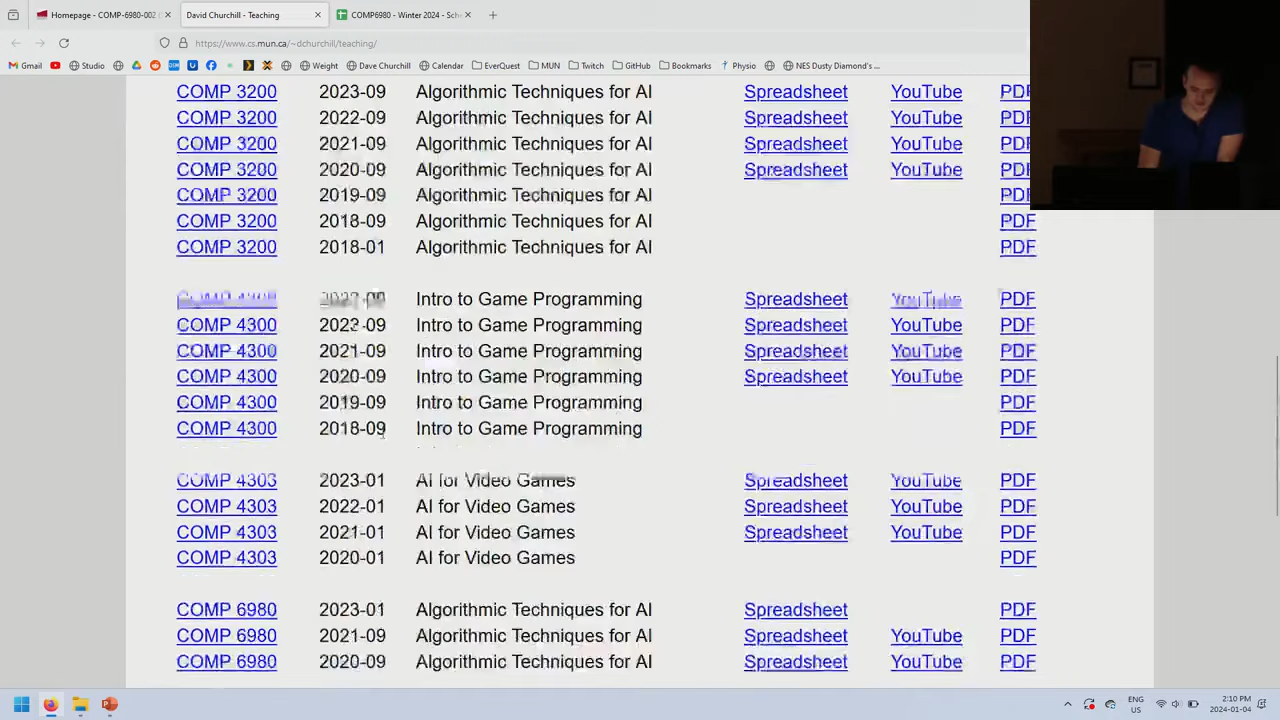 Homepage - COMP-6980-002 (
David Churchill - Teaching
COMP6980 - Winter 2024 - Sch
https://www.cs.mun.ca/~dchurchill/teaching/
Gmail Studio Weight Dave Churchill Calendar EverQuest MUN Twitch GitHub Bookmarks Physio NES Dusty Diamond's ...
COMP 3200 2023-09 Algorithmic Techniques for AI Spreadsheet YouTube PDF
COMP 3200 2022-09 Algorithmic Techniques for AI Spreadsheet YouTube PDF
COMP 3200 2021-09 Algorithmic Techniques for AI Spreadsheet YouTube PDF
COMP 3200 2020-09 Algorithmic Techniques for AI Spreadsheet YouTube PDF
COMP 3200 2019-09 Algorithmic Techniques for AI PDF
COMP 3200 2018-09 Algorithmic Techniques for AI PDF
COMP 3200 2018-01 Algorithmic Techniques for AI PDF
Intro to Game Programming Spreadsheet YouTube PDF
COMP 4300 2022-09 Intro to Game Programming Spreadsheet YouTube PDF
COMP 4300 2021-09 Intro to Game Programming Spreadsheet YouTube PDF
COMP 4300 2020-09 Intro to Game Programming Spreadsheet YouTube PDF
COMP 4300 2019-09 Intro to Game Programming PDF
COMP 4300 2018-09 Intro to Game Programming PDF
COMP 4303 2023-01 AI for Video Games Spreadsheet YouTube PDF
COMP 4303 2022-01 AI for Video Games Spreadsheet YouTube PDF
COMP 4303 2021-01 AI for Video Games Spreadsheet YouTube PDF
COMP 4303 2020-01 AI for Video Games PDF
COMP 6980 2023-01 Algorithmic Techniques for AI Spreadsheet PDF
COMP 6980 2021-09 Algorithmic Techniques for AI Spreadsheet YouTube PDF
COMP 6980 2020-09 Algorithmic Techniques for AI Spreadsheet YouTube PDF
ENG
US
2:10 PM
2024-01-04